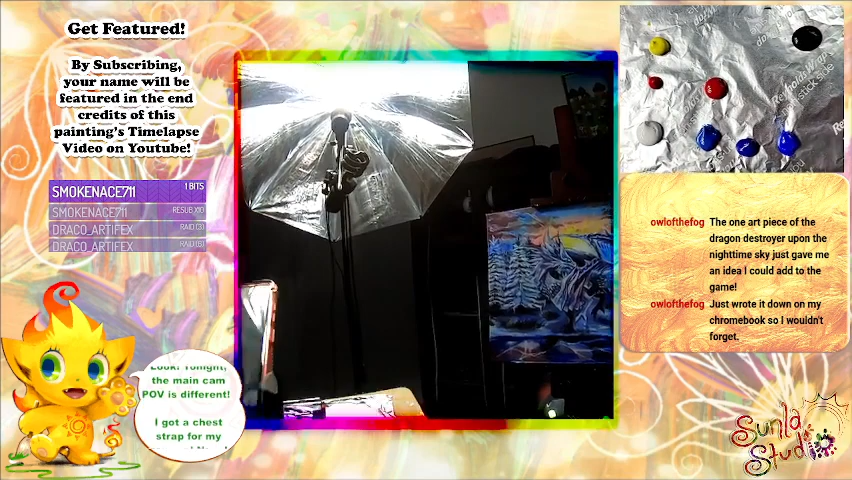 Get Featured!
By Subscribing,
your name will be
featured in the end
credits of this
painting's Timelapse
Video on Youtube!
SMOKENACE711 1 BITS
SMOKENACE711 RESUB X10
DRACO_ARTIFEX RAID (3)
DRACO_ARTIFEX RAID (6)
Look! Tonight,
the main cam
POV is different!
I got a chest
strap for my
owlofthefog The one art piece of the
dragon destroyer upon the
nighttime sky just gave me
an idea I could add to the
game!
owlofthefog Just wrote it down on my
chromebook so I wouldn't
forget.
Sunla
Studio